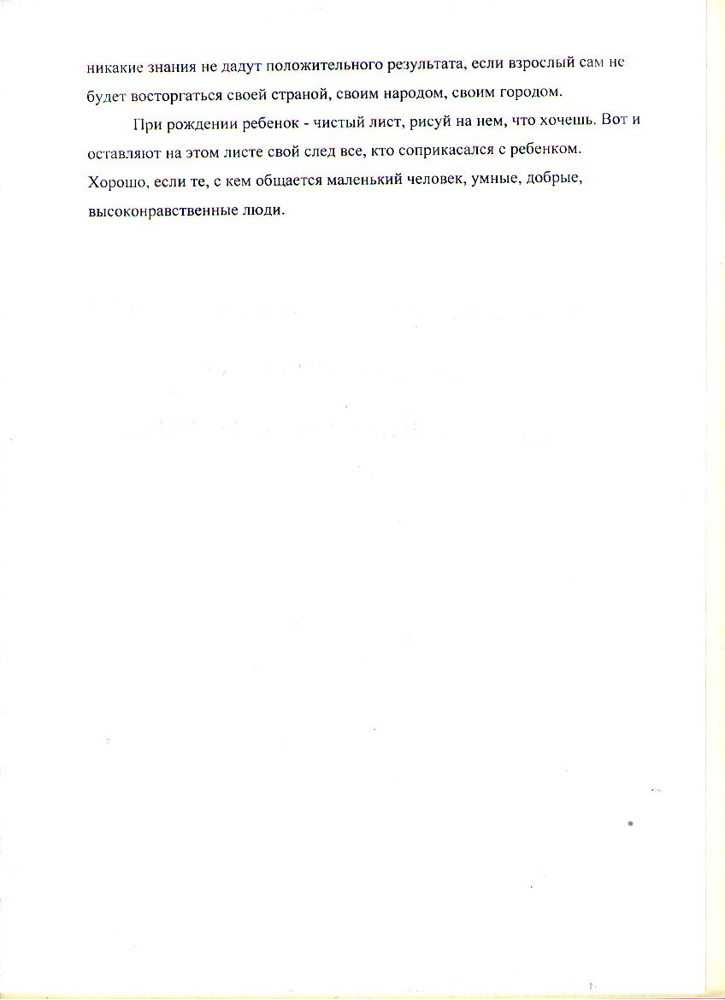 никакие знания не дадут положительного результата, если взрослый сам не
будет восторгаться своей страной, своим народом, своим городом.
При рождении ребенок - чистый лист, рисуй на нем, что хочешь. Вот и
оставляют на этом листе свой след все, кто соприкасался с ребенком.
Хорошо, если те, с кем общается маленький человек, умные, добрые,
высоконравственные люди.